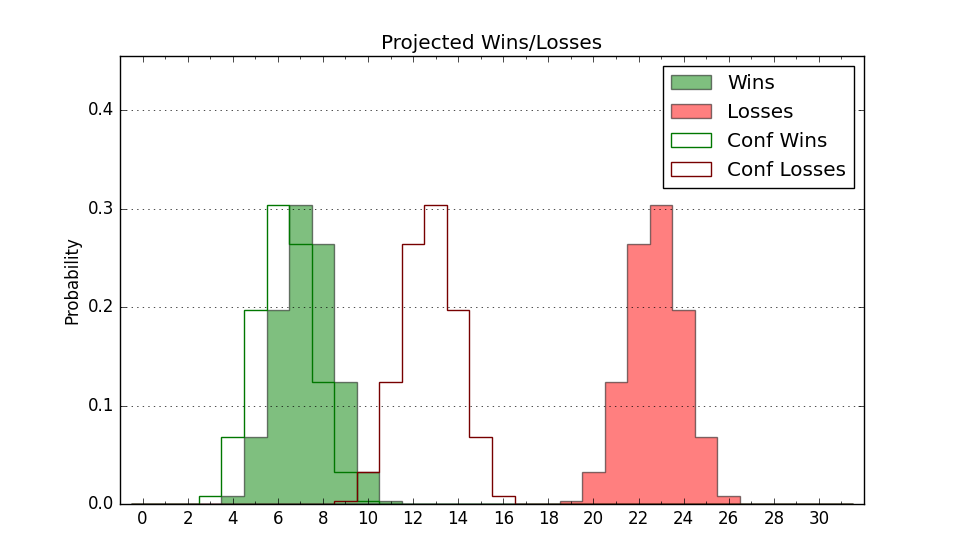 Projected Wins/Losses
Wins
Losses
Conf Wins
Conf Losses
Probability
0.4
0.3
0.2
0.1
0.0
0 2 4 6 8 10 12 14 16 18 20 22 24 26 28 30